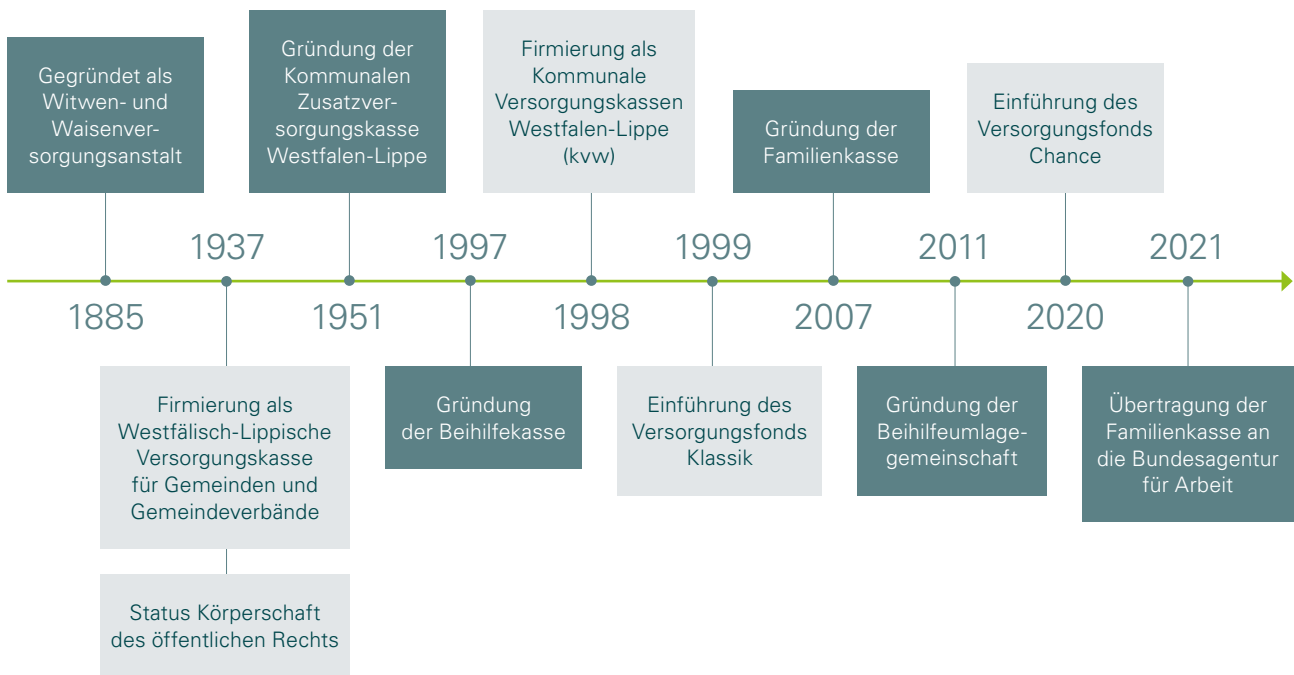 Gegründet als
Witwen- und
Waisenver-
sorgungsanstalt
1885
1937
Firmierung als
Westfälisch-Lippische
Versorgungskasse
für Gemeinden und
Gemeindeverbände
Status Körperschaft
des öffentlichen Rechts
Gründung der
Kommunalen
Zusatzver-
sorgungskasse
Westfalen-Lippe
1951
1997
Gründung
der Beihilfekasse
Firmierung als
Kommunale
Versorgungskassen
Westfalen-Lippe
(kvw)
1998
1999
Einführung des
Versorgungsfonds
Klassik
Gründung der
Familienkasse
2007
2011
Gründung der
Beihilfeumlage-
gemeinschaft
Einführung des
Versorgungsfonds
Chance
2020
2021
Übertragung der
Familienkasse an
die Bundesagentur
für Arbeit